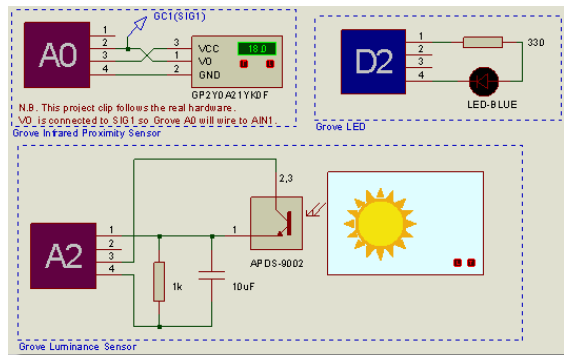 GC1(SIG1)
A0
1
2
3
4
3
1
2
VCC
VO
GND
18.0
GP2Y0A21YK0F
N.B. This project clip follows the real hardware.
VO is connected to SIG1 so Grove A0 will wire to AIN1.
Grove Infrared Proximity Sensor
D2
1
2
3
4
330
LED-BLUE
Grove LED
2,3
A2
1
2
3
4
1
1k
10uF
APDS-9002
Grove Luminance Sensor